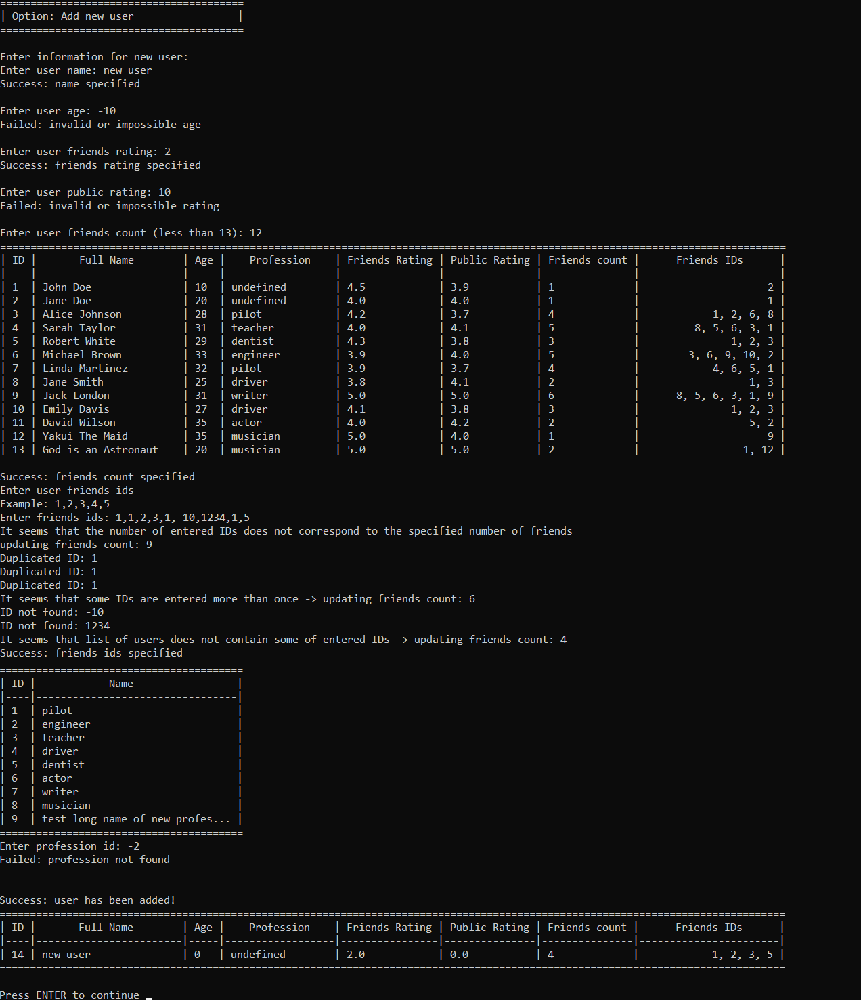 ========================================
| Option: Add new user                 |
========================================
Enter information for new user:
Enter user name: new user
Success: name specified
Enter user age: -10
Failed: invalid or impossible age
Enter user friends rating: 2
Success: friends rating specified
Enter user public rating: 10
Failed: invalid or impossible rating
Enter user friends count (less than 13): 12
=================================================================================================================================
| ID |       Full Name        | Age |    Profession    | Friends Rating | Public Rating | Friends count |      Friends IDs      |
|----|------------------------|-----|------------------|----------------|---------------|---------------|-----------------------|
| 1  | John Doe               | 10  | undefined        | 4.5            | 3.9           | 1             |                     2 |
| 2  | Jane Doe               | 20  | undefined        | 4.0            | 4.0           | 1             |                     1 |
| 3  | Alice Johnson          | 28  | pilot            | 4.2            | 3.7           | 4             |            1, 2, 6, 8 |
| 4  | Sarah Taylor           | 31  | teacher          | 4.0            | 4.1           | 5             |         8, 5, 6, 3, 1 |
| 5  | Robert White           | 29  | dentist          | 4.3            | 3.8           | 3             |               1, 2, 3 |
| 6  | Michael Brown          | 33  | engineer         | 3.9            | 4.0           | 5             |        3, 6, 9, 10, 2 |
| 7  | Linda Martinez         | 32  | pilot            | 3.9            | 3.7           | 4             |            4, 6, 5, 1 |
| 8  | Jane Smith             | 25  | driver           | 3.8            | 4.1           | 2             |                  1, 3 |
| 9  | Jack London            | 31  | writer           | 5.0            | 5.0           | 6             |      8, 5, 6, 3, 1, 9 |
| 10 | Emily Davis            | 27  | driver           | 4.1            | 3.8           | 3             |               1, 2, 3 |
| 11 | David Wilson           | 35  | actor            | 4.0            | 4.2           | 2             |                  5, 2 |
| 12 | Yakui The Maid         | 35  | musician         | 5.0            | 4.0           | 1             |                     9 |
| 13 | God is an Astronaut    | 20  | musician         | 5.0            | 5.0           | 2             |                 1, 12 |
=================================================================================================================================
Success: friends count specified
Enter user friends ids
Example: 1,2,3,4,5
Enter friends ids: 1,1,2,3,1,-10,1234,1,5
It seems that the number of entered IDs does not correspond to the specified number of friends
updating friends count: 9
Duplicated ID: 1
Duplicated ID: 1
Duplicated ID: 1
It seems that some IDs are entered more than once -> updating friends count: 6
ID not found: -10
ID not found: 1234
It seems that list of users does not contain some of entered IDs -> updating friends count: 4
Success: friends ids specified
========================================
| ID |            Name                 |
|----|---------------------------------|
| 1  | pilot                           |
| 2  | engineer                        |
| 3  | teacher                         |
| 4  | driver                          |
| 5  | dentist                         |
| 6  | actor                           |
| 7  | writer                          |
| 8  | musician                        |
| 9  | test long name of new profes... |
========================================
Enter profession id: -2
Failed: profession not found
Success: user has been added!
=================================================================================================================================
| ID |       Full Name        | Age |    Profession    | Friends Rating | Public Rating | Friends count |      Friends IDs      |
|----|------------------------|-----|------------------|----------------|---------------|---------------|-----------------------|
| 14 | new user               | 0   | undefined        | 2.0            | 0.0           | 4             |            1, 2, 3, 5 |
=================================================================================================================================
Press ENTER to continue